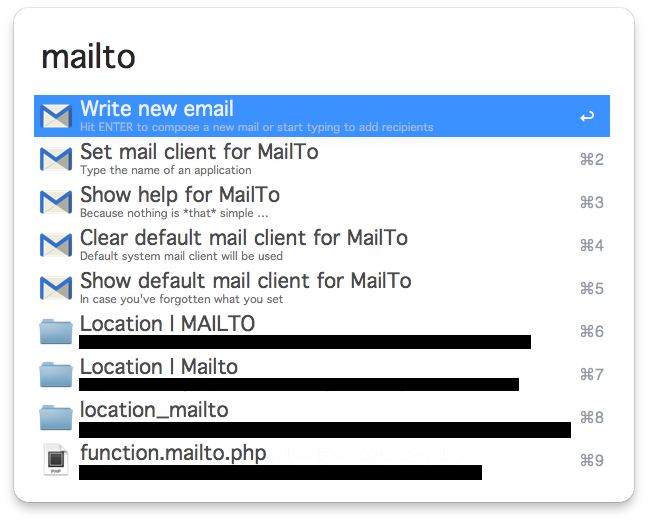 mailto
Write new email
Hit ENTER to compose a new mail or start typing to add recipients
Set mail client for MailTo
⌘2
Type the name of an application
Show help for MailTo
⌘3
Because nothing is *that* simple ...
Clear default mail client for MailTo
⌘4
Default system mail client will be used
Show default mail client for MailTo
⌘5
In case you've forgotten what you set
Location | MAILTO
⌘6
Location | Mailto
⌘7
location_mailto
⌘8
function.mailto.php
⌘9
PHP